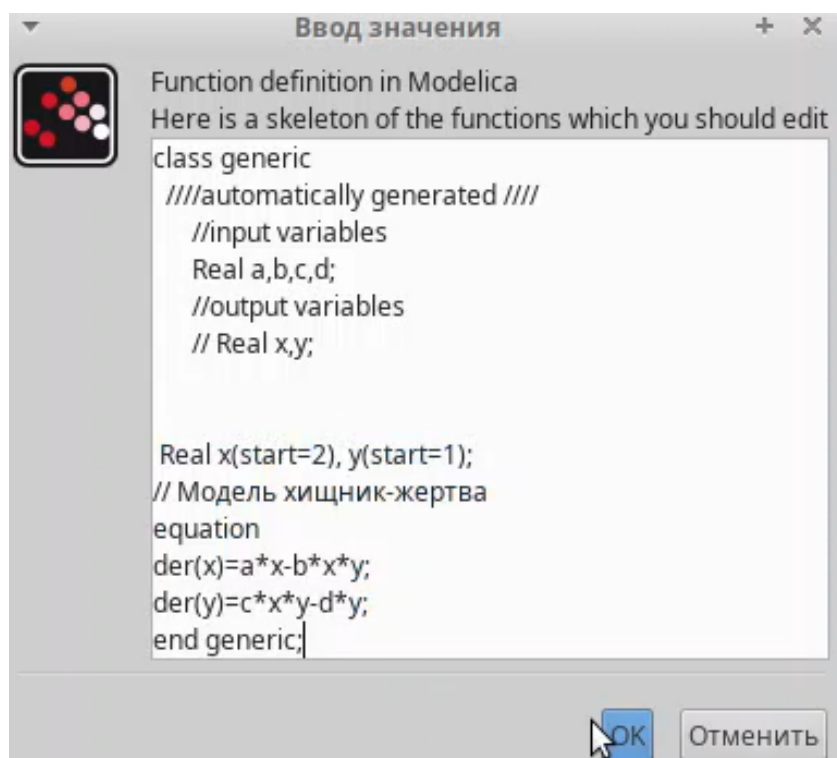 Ввод значения
Function definition in Modelica
Here is a skeleton of the functions which you should edit
class generic
////automatically generated ////
//input variables
Real a,b,c,d;
//output variables
// Real x,y;
Real x(start=2), y(start=1);
// Модель хищник-жертва
equation
der(x)=a*x-b*x*y;
der(y)=c*x*y-d*y;
end generic;
OK Отменить